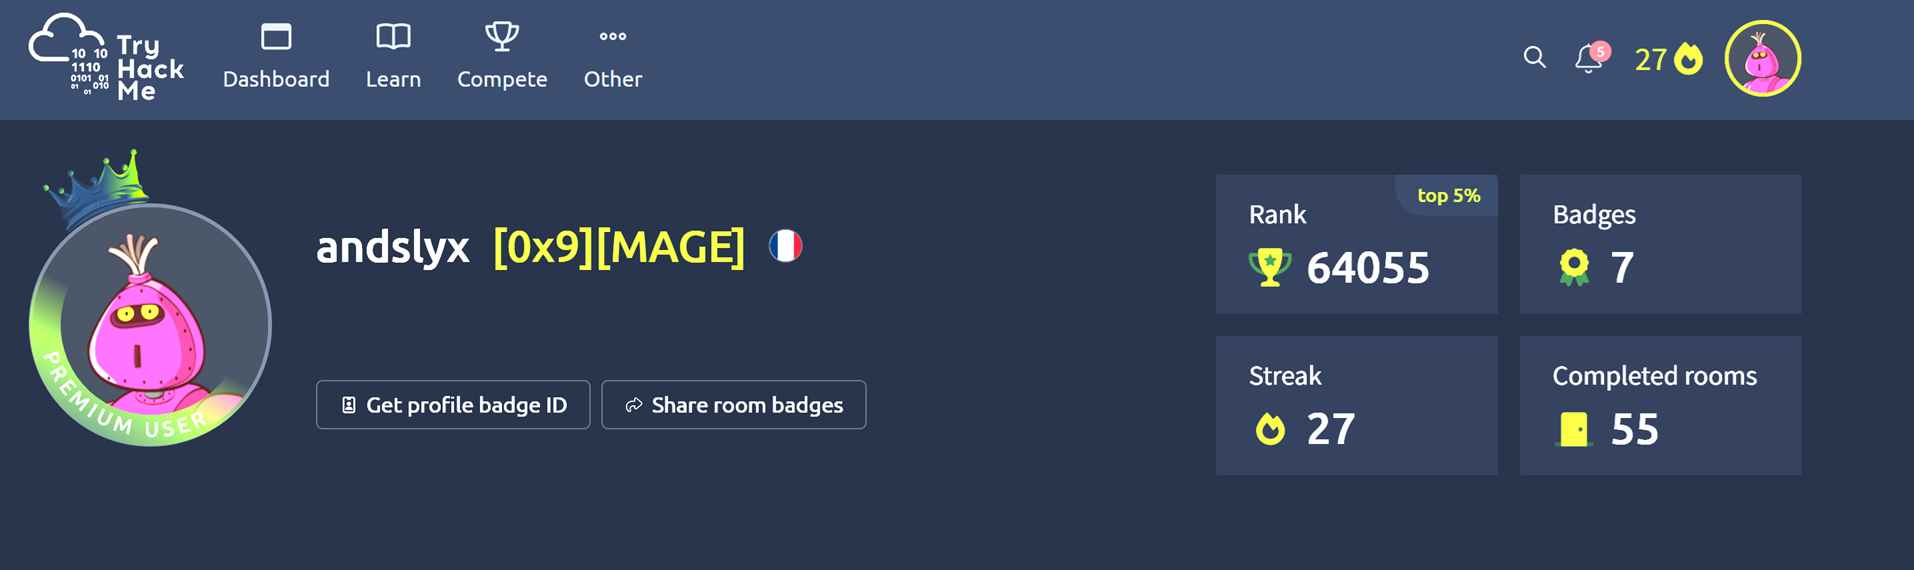 10 10
1110
0101 01
01 010
01
Try
Hack
Me
Dashboard
Learn
Compete
Other
5
27
PREMIUM USER
andslyx [0x9][MAGE]
Get profile badge ID
Share room badges
Rank
top 5%
64055
Badges
7
Streak
27
Completed rooms
55